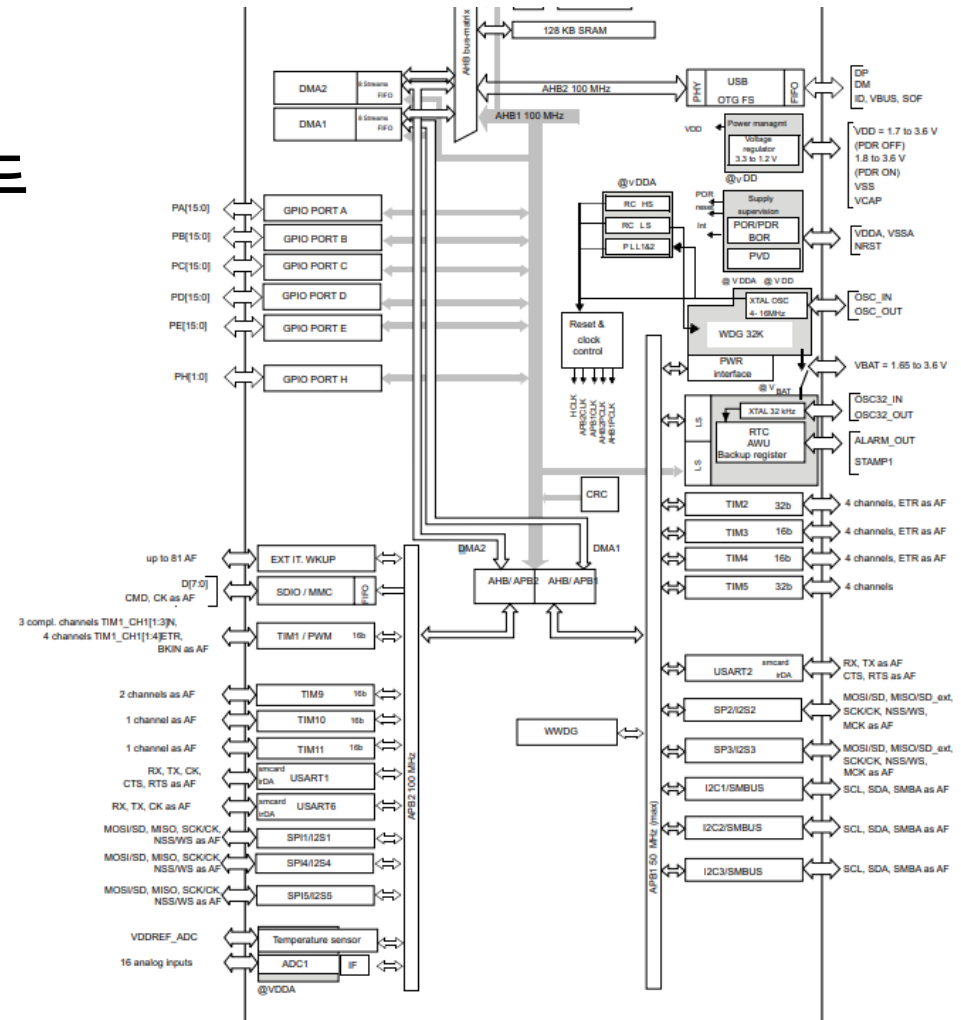 AHB bus-matrix
128 KB SRAM
DMA2
8 Streams
FIFO
DMA1
8 Streams
FIFO
AHB2 100 MHz
AHB1 100 MHz
PHY
USB
OTG FS
FIFO
DP
DM
ID, VBUS, SOF
VDD
Power managmt
Voltage
regulator
3.3 to 1.2 V
@VDD
VDD = 1.7 to 3.6 V
(PDR OFF)
1.8 to 3.6 V
(PDR ON)
VSS
VCAP
@VDDA
RC HS
RC LS
PLL1&2
POR
reset
Int
Supply
supervision
POR/PDR
BOR
PVD
VDDA, VSSA
NRST
@VDDA @VDD
XTAL OSC
4- 16MHz
WDG 32K
OSC_IN
OSC_OUT
PWR
interface
VBAT = 1.65 to 3.6 V
@VBAT
Reset &
clock
control
HCLK
APB2CLK
APB1CLK
AHB2PCLK
AHB1PCLK
LS
LS
XTAL 32 kHz
RTC
AWU
Backup register
OSC32_IN
OSC32_OUT
ALARM_OUT
STAMP1
PA[15:0]
GPIO PORT A
PB[15:0]
GPIO PORT B
PC[15:0]
GPIO PORT C
PD[15:0]
GPIO PORT D
PE[15:0]
GPIO PORT E
PH[1:0]
GPIO PORT H
CRC
DMA2
DMA1
AHB/ APB2
AHB/ APB1
up to 81 AF
EXT IT. WKUP
D[7:0]
CMD, CK as AF
SDIO / MMC
FIFO
3 compl. channels TIM1_CH1[1:3]N,
4 channels TIM1_CH1[1:4]ETR,
BKIN as AF
TIM1 / PWM 16b
2 channels as AF
TIM9 16b
1 channel as AF
TIM10 16b
1 channel as AF
TIM11 16b
RX, TX, CK,
CTS, RTS as AF
smcard
irDA
USART1
RX, TX, CK as AF
smcard
irDA
USART6
MOSI/SD, MISO, SCK/CK,
NSS/WS as AF
SPI1/I2S1
MOSI/SD, MISO, SCK/CK,
NSS/WS as AF
SPI4/I2S4
MOSI/SD, MISO, SCK/CK,
NSS/WS as AF
SPI5/I2S5
VDDREF_ADC
Temperature sensor
16 analog inputs
ADC1
IF
@VDDA
APB2 100 MHz
WWDG
APB1 50 MHz (max)
TIM2 32b
4 channels, ETR as AF
TIM3 16b
4 channels, ETR as AF
TIM4 16b
4 channels, ETR as AF
TIM5 32b
4 channels
USART2
smcard
irDA
RX, TX as AF
CTS, RTS as AF
SP2/I2S2
MOSI/SD, MISO/SD_ext,
SCK/CK, NSS/WS,
MCK as AF
SP3/I2S3
MOSI/SD, MISO/SD_ext,
SCK/CK, NSS/WS,
MCK as AF
I2C1/SMBUS
SCL, SDA, SMBA as AF
I2C2/SMBUS
SCL, SDA, SMBA as AF
I2C3/SMBUS
SCL, SDA, SMBA as AF